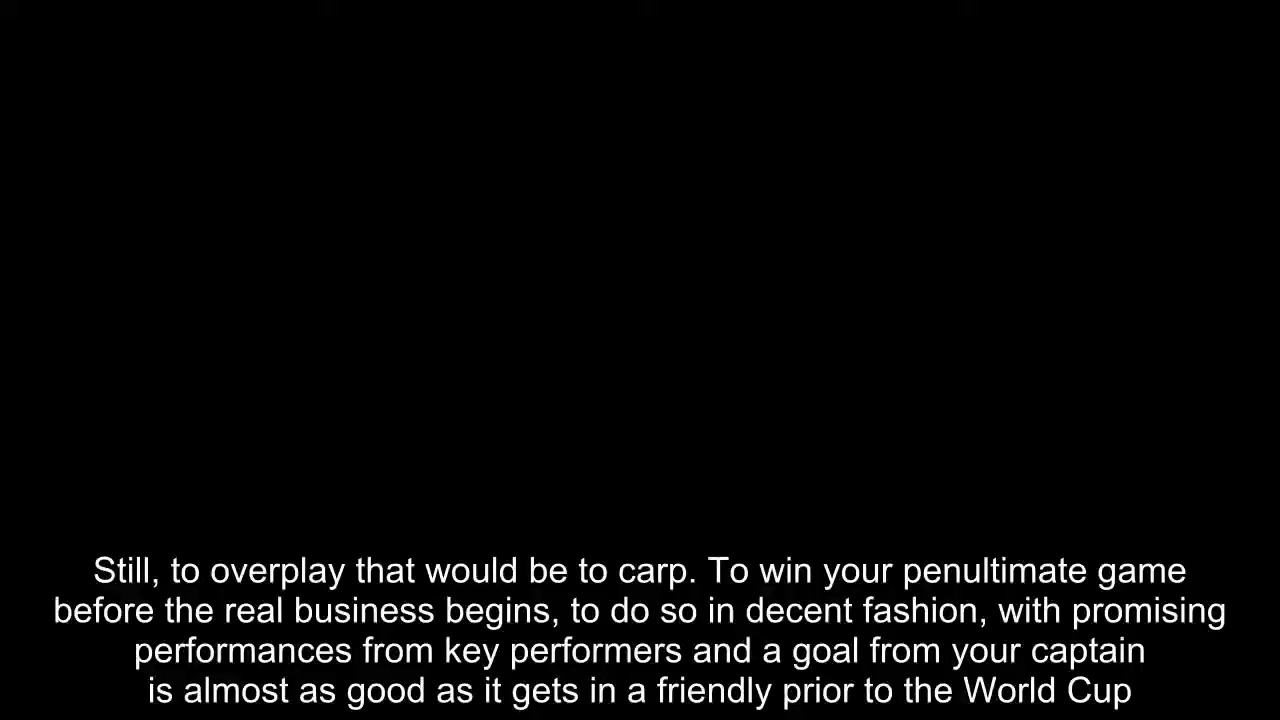 Still, to overplay that would be to carp. To win your penultimate game
before the real business begins, to do so in decent fashion, with promising
performances from key performers and a goal from your captain
is almost as good as it gets in a friendly prior to the World Cup